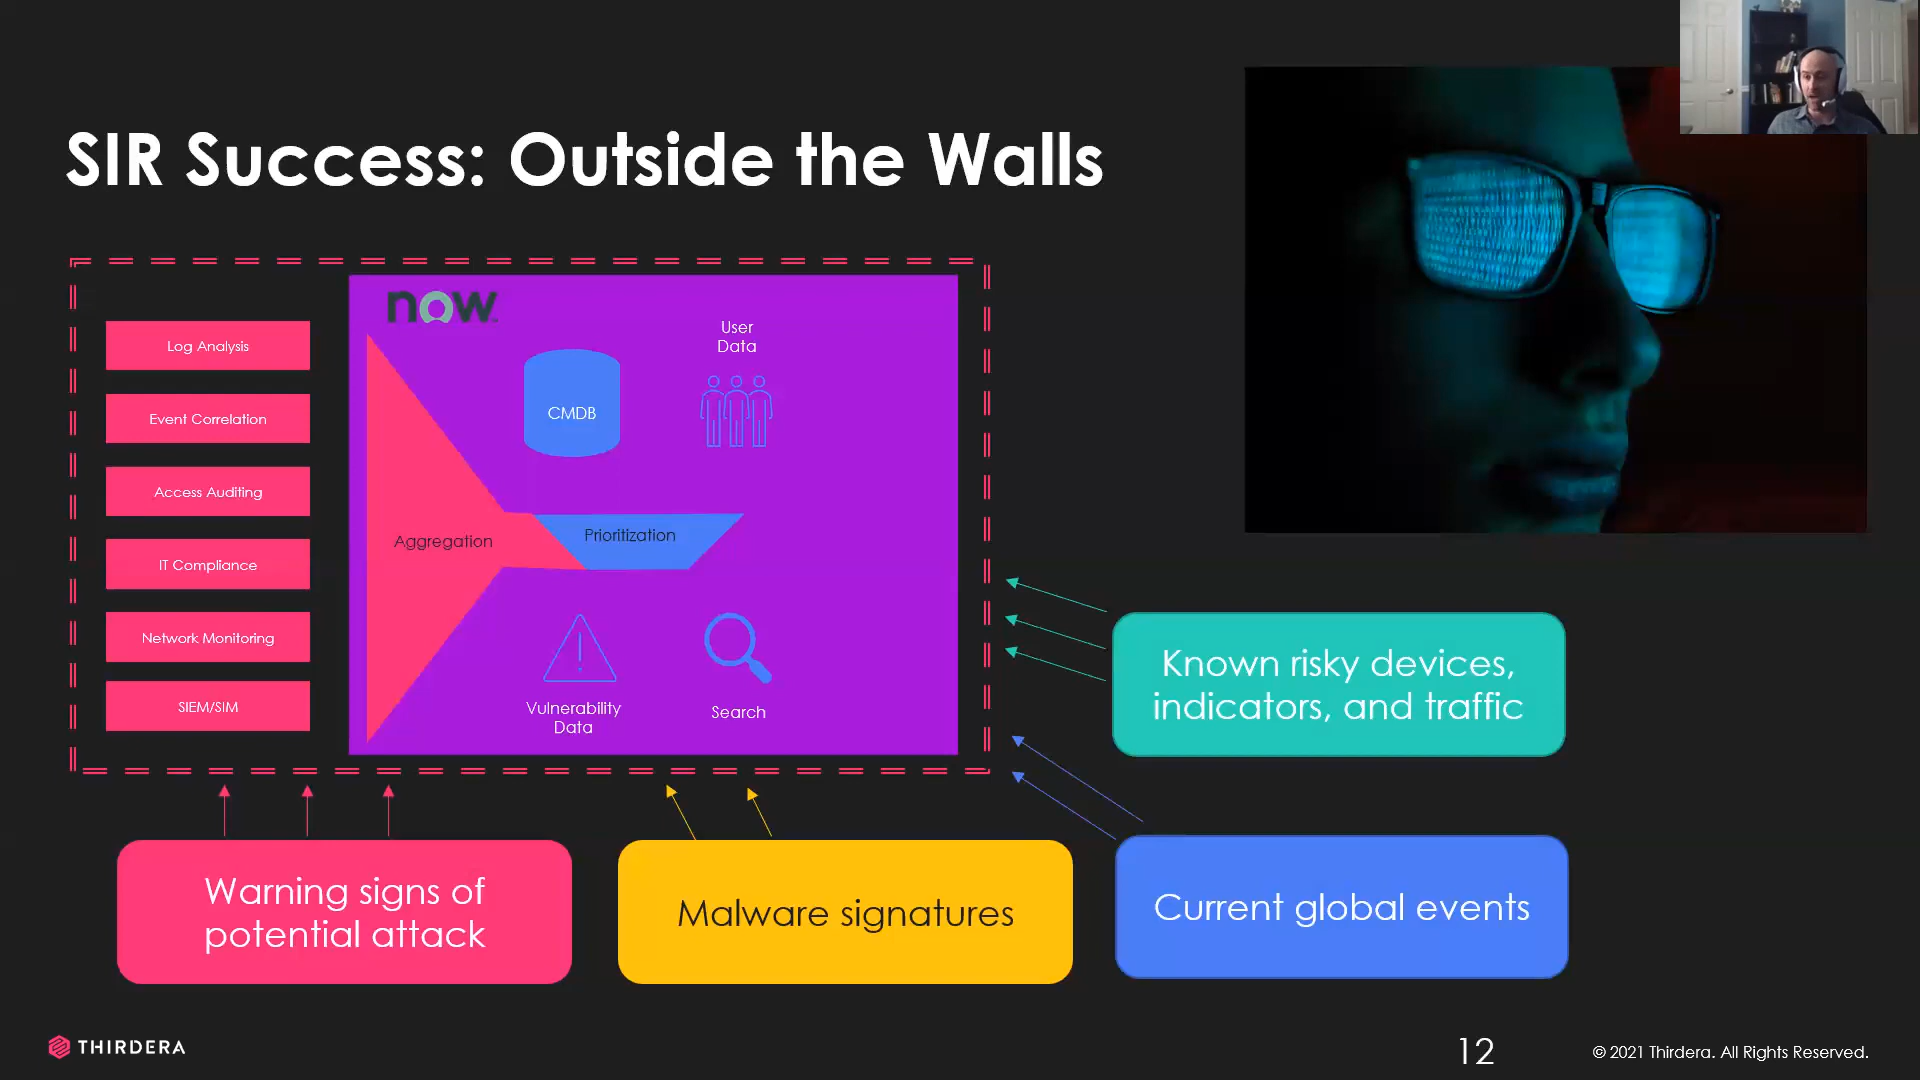 SIR Success: Outside the Walls
now
Log Analysis
Event Correlation
Access Auditing
IT Compliance
Network Monitoring
SIEM/SIM
Aggregation
CMDB
User
Data
Prioritization
Vulnerability
Data
Search
Known risky devices,
indicators, and traffic
Warning signs of
potential attack
Malware signatures
Current global events
THIRDERA
12
© 2021 Thirdera. All Rights Reserved.